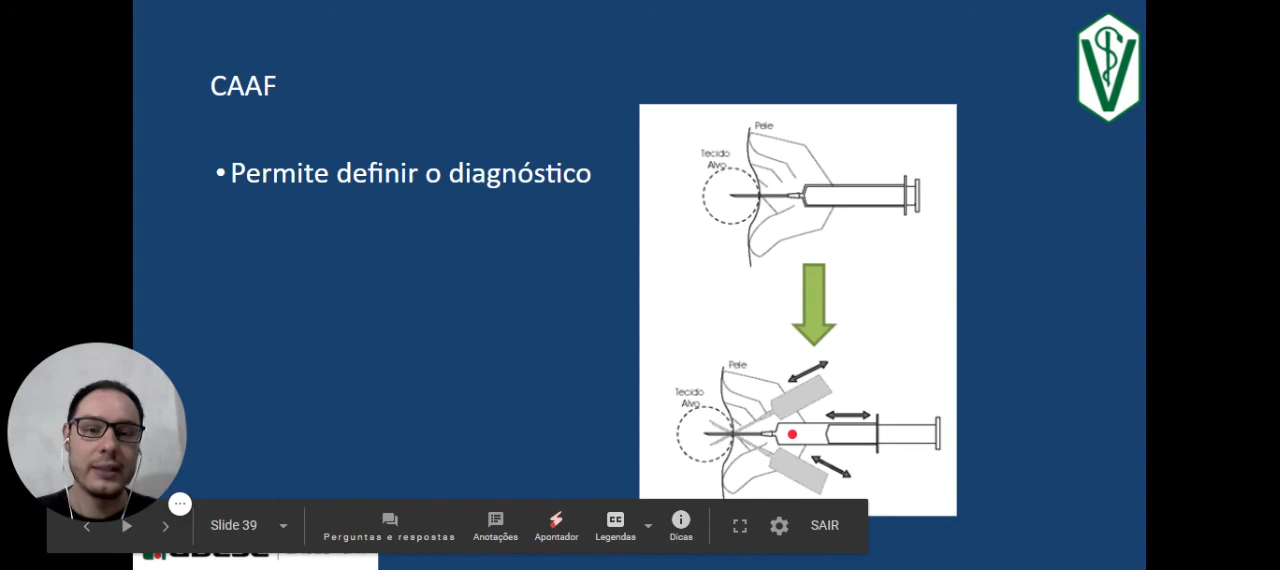 CAAF
• Permite definir o diagnóstico
Pele
Tecido
Alvo
Pele
Tecido
Alvo
Slide 39
Perguntas e respostas
Anotações
Apontador
CC
Legendas
Dicas
SAIR